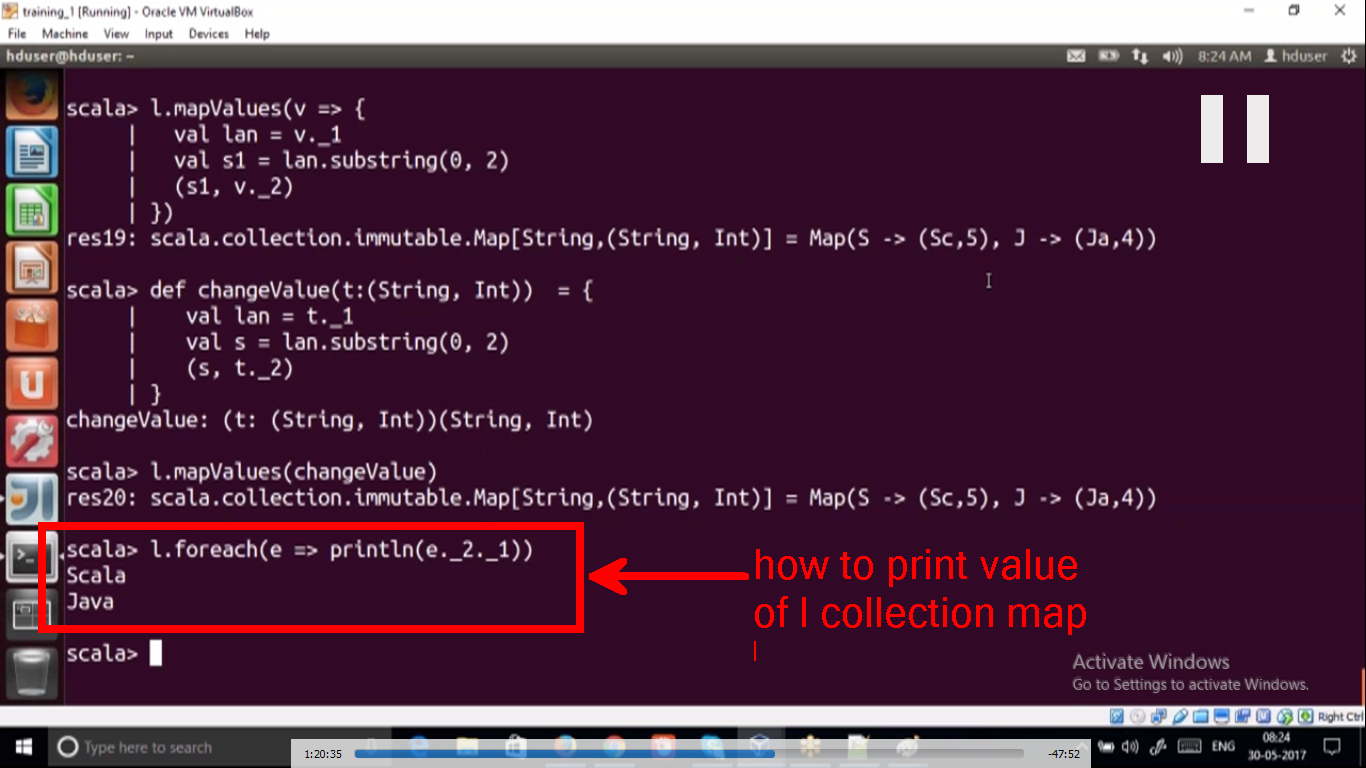 training_1 [Running] - Oracle VM VirtualBox
File Machine View Input Devices Help
hduser@hduser: ~
8:24 AM hduser
scala> l.mapValues(v => {
| val lan = v._1
| val s1 = lan.substring(0, 2)
| (s1, v._2)
| })
res19: scala.collection.immutable.Map[String,(String, Int)] = Map(S -> (Sc,5), J -> (Ja,4))
scala> def changeValue(t:(String, Int))  = {
| val lan = t._1
| val s = lan.substring(0, 2)
| (s, t._2)
| }
changeValue: (t: (String, Int))(String, Int)
scala> l.mapValues(changeValue)
res20: scala.collection.immutable.Map[String,(String, Int)] = Map(S -> (Sc,5), J -> (Ja,4))
scala> l.foreach(e => println(e._2._1))
Scala
Java
how to print value
of l collection map
scala>
Activate Windows
Go to Settings to activate Windows.
Right Ctrl
Type here to search
1:20:35
-47:52
ENG
08:24
30-05-2017